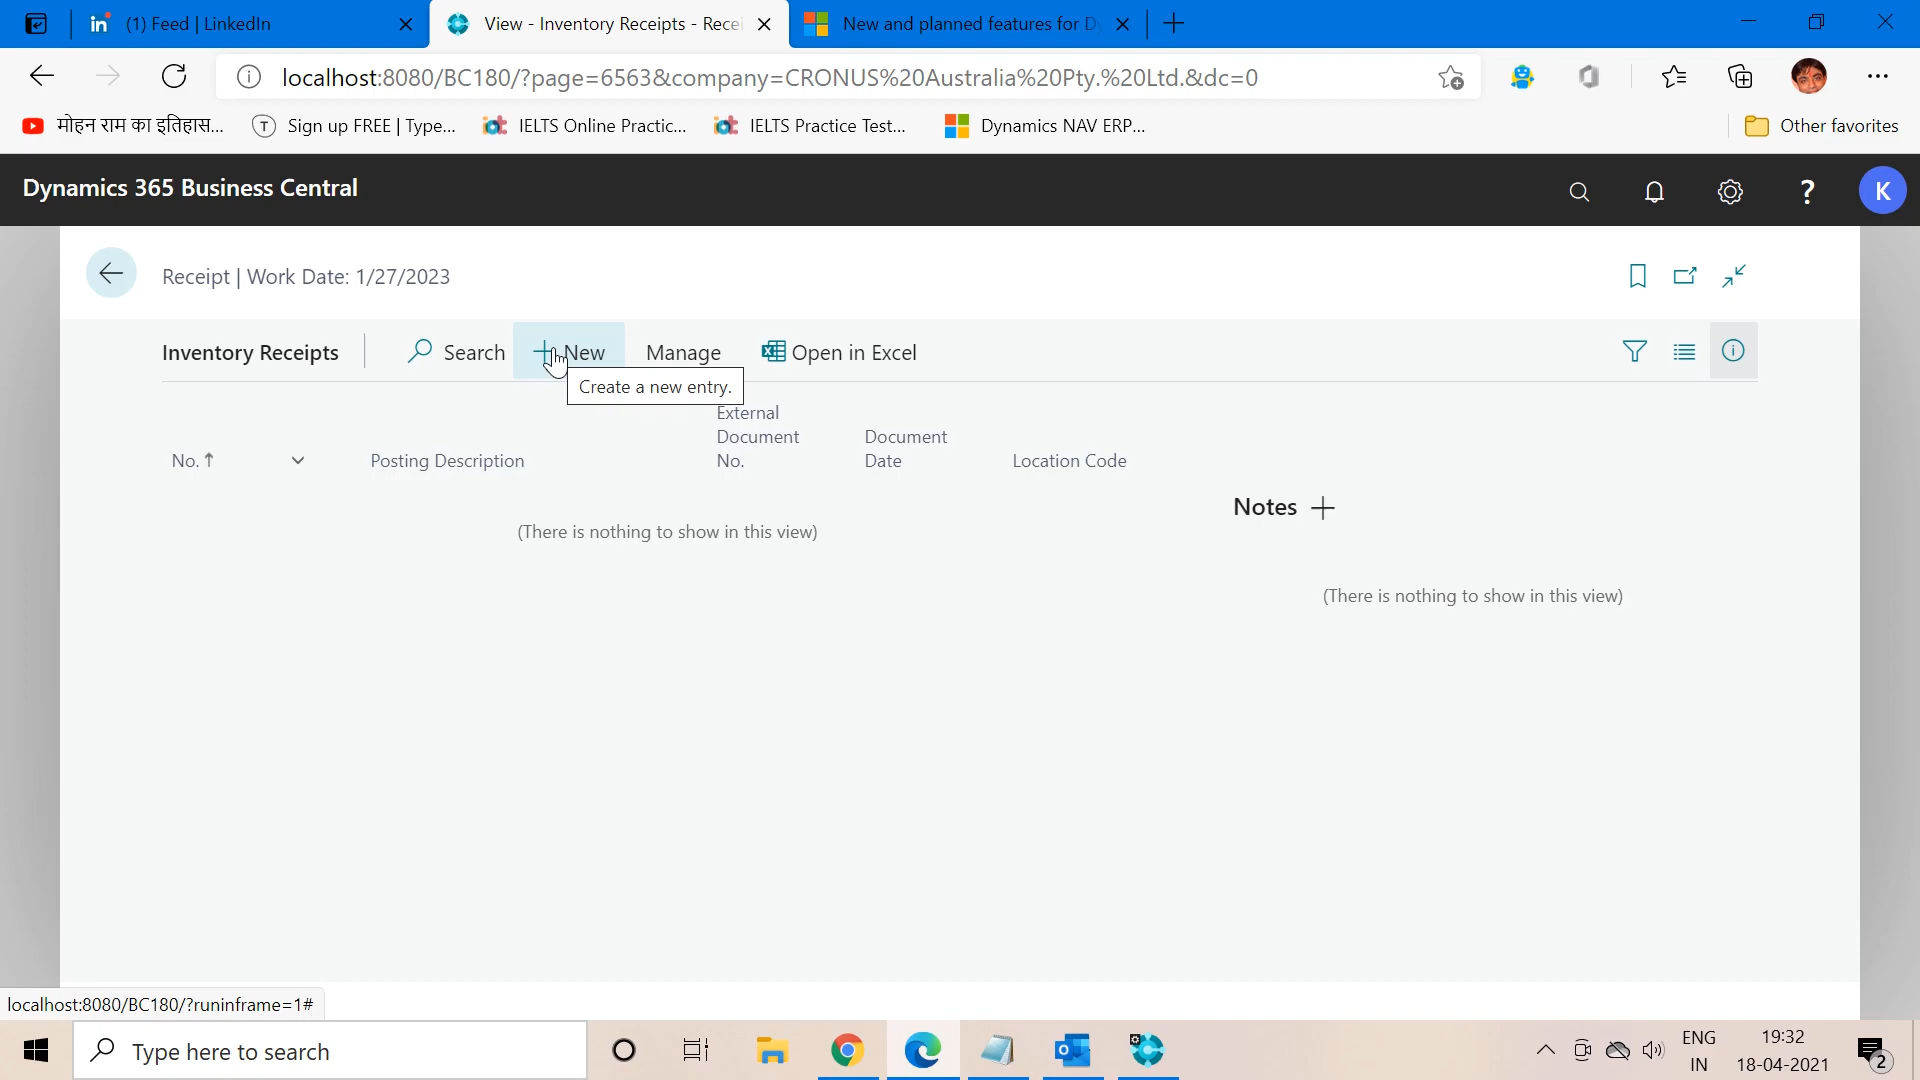 (1) Feed | LinkedIn
View - Inventory Receipts - Recei
New and planned features for Dy
localhost:8080/BC180/?page=6563&company=CRONUS%20Australia%20Pty.%20Ltd.&dc=0
मोहन राम का इतिहास...
Sign up FREE | Type...
IELTS Online Practic...
IELTS Practice Test...
Dynamics NAV ERP...
Other favorites
Dynamics 365 Business Central
K
Receipt | Work Date: 1/27/2023
Inventory Receipts
Search
New
Manage
Open in Excel
Create a new entry.
No.
Posting Description
External
Document
No.
Document
Date
Location Code
(There is nothing to show in this view)
Notes
(There is nothing to show in this view)
localhost:8080/BC180/?runinframe=1#
Type here to search
ENG
IN
19:32
18-04-2021
2